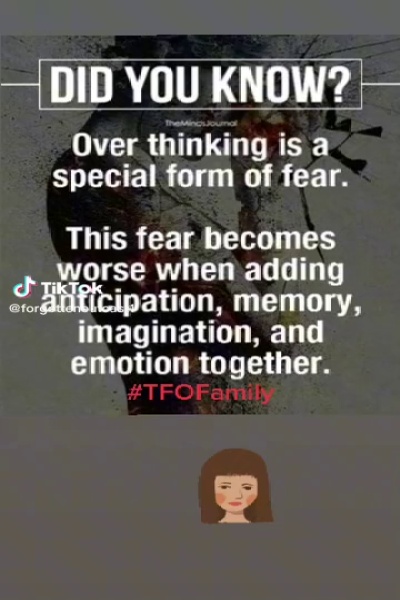 DID YOU KNOW?
TheMindsJournal
Over thinking is a
special form of fear.
This fear becomes
worse when adding
TikTok
anticipation, memory,
imagination, and
emotion together.
#TFOFamily